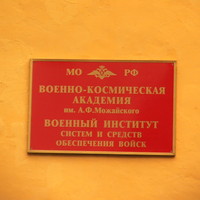 МО РФ
ВОЕННО-КОСМИЧЕСКАЯ
АКАДЕМИЯ
им. А.Ф.Можайского
ВОЕННЫЙ ИНСТИТУТ
СИСТЕМ И СРЕДСТВ
ОБЕСПЕЧЕНИЯ ВОЙСК